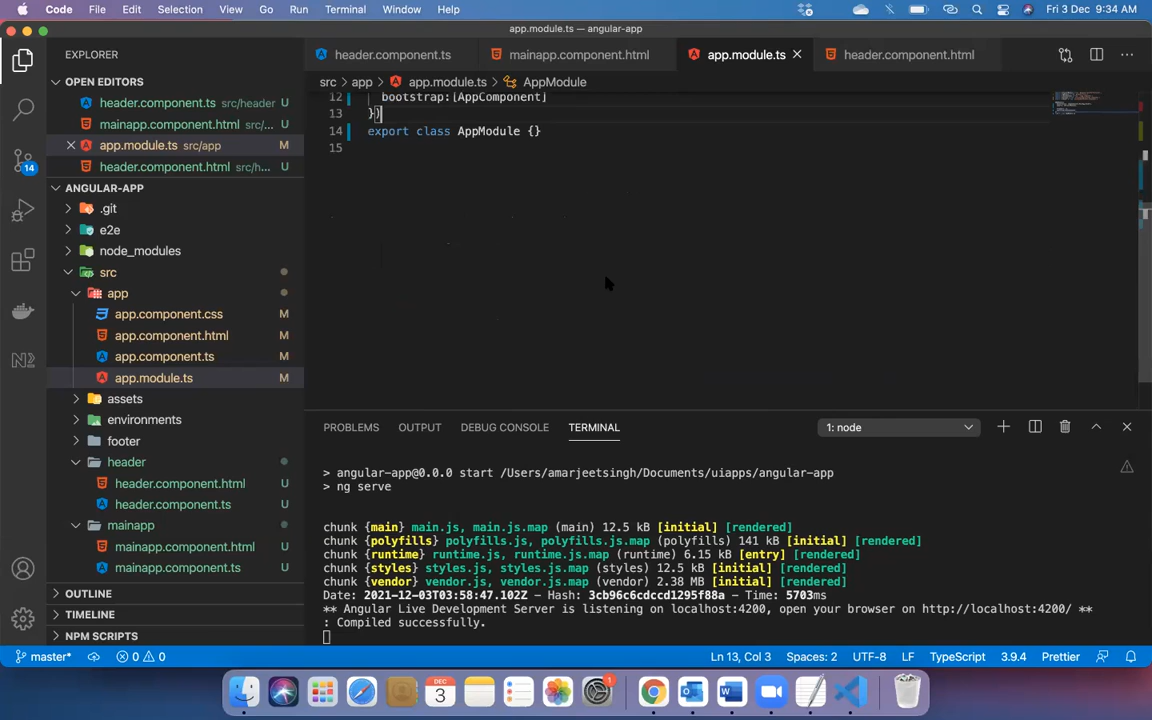 Code File Edit Selection View Go Run Terminal Window Help Fri 3 Dec 9:34 AM
app.module.ts — angular-app
EXPLORER
header.component.ts mainapp.component.html app.module.ts header.component.html
OPEN EDITORS
src app app.module.ts AppModule
header.component.ts src/header U
mainapp.component.html src/... U
app.module.ts src/app M
header.component.html src/h... U
12 bootstrap:[AppComponent]
13 })
14 export class AppModule {}
15
ANGULAR-APP
.git
e2e
node_modules
src
app
app.component.css M
app.component.html M
app.component.ts M
app.module.ts M
assets
environments
footer
header
header.component.html U
header.component.ts U
mainapp
mainapp.component.html U
mainapp.component.ts U
OUTLINE
TIMELINE
NPM SCRIPTS
14
PROBLEMS OUTPUT DEBUG CONSOLE TERMINAL 1: node
> angular-app@0.0.0 start /Users/amarjeetsingh/Documents/uiapps/angular-app
> ng serve
chunk {main} main.js, main.js.map (main) 12.5 kB [initial] [rendered]
chunk {polyfills} polyfills.js, polyfills.js.map (polyfills) 141 kB [initial] [rendered]
chunk {runtime} runtime.js, runtime.js.map (runtime) 6.15 kB [entry] [rendered]
chunk {styles} styles.js, styles.js.map (styles) 12.5 kB [initial] [rendered]
chunk {vendor} vendor.js, vendor.js.map (vendor) 2.38 MB [initial] [rendered]
Date: 2021-12-03T03:58:47.102Z - Hash: 3cb96c6cdccd1295f88a - Time: 5703ms
** Angular Live Development Server is listening on localhost:4200, open your browser on http://localhost:4200/ **
: Compiled successfully.
master* 0 0 Ln 13, Col 3 Spaces: 2 UTF-8 LF TypeScript 3.9.4 Prettier
DEC
3
1